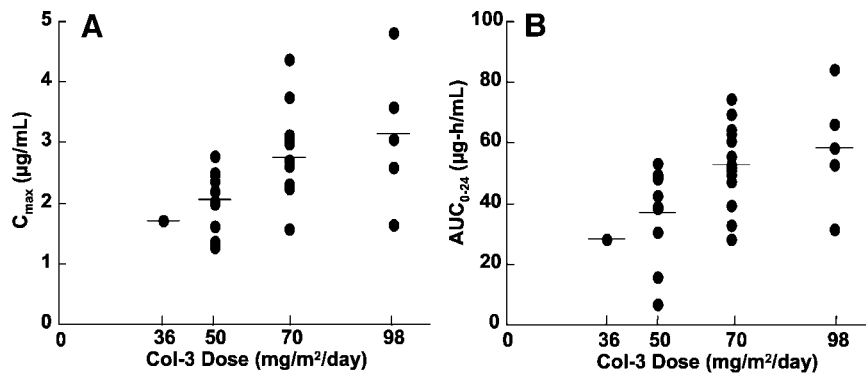 A
5
4
3
2
1
0
Cmax (µg/mL)
0 36 50 70 98
Col-3 Dose (mg/m²/day)
B
100
80
60
40
20
0
AUC0-24 (µg-h/mL)
0 36 50 70 98
Col-3 Dose (mg/m²/day)